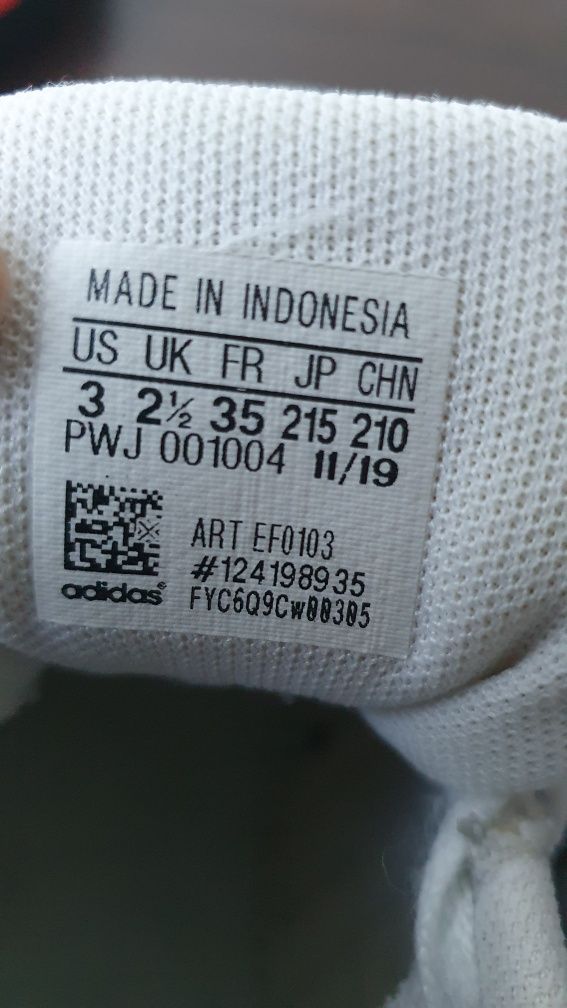 MADE IN INDONESIA
US UK FR JP CHN
3 2½ 35 215 210
PWJ 001004 11/19
ART EF0103
#124198935
adidas® FYC6Q9Cw00305